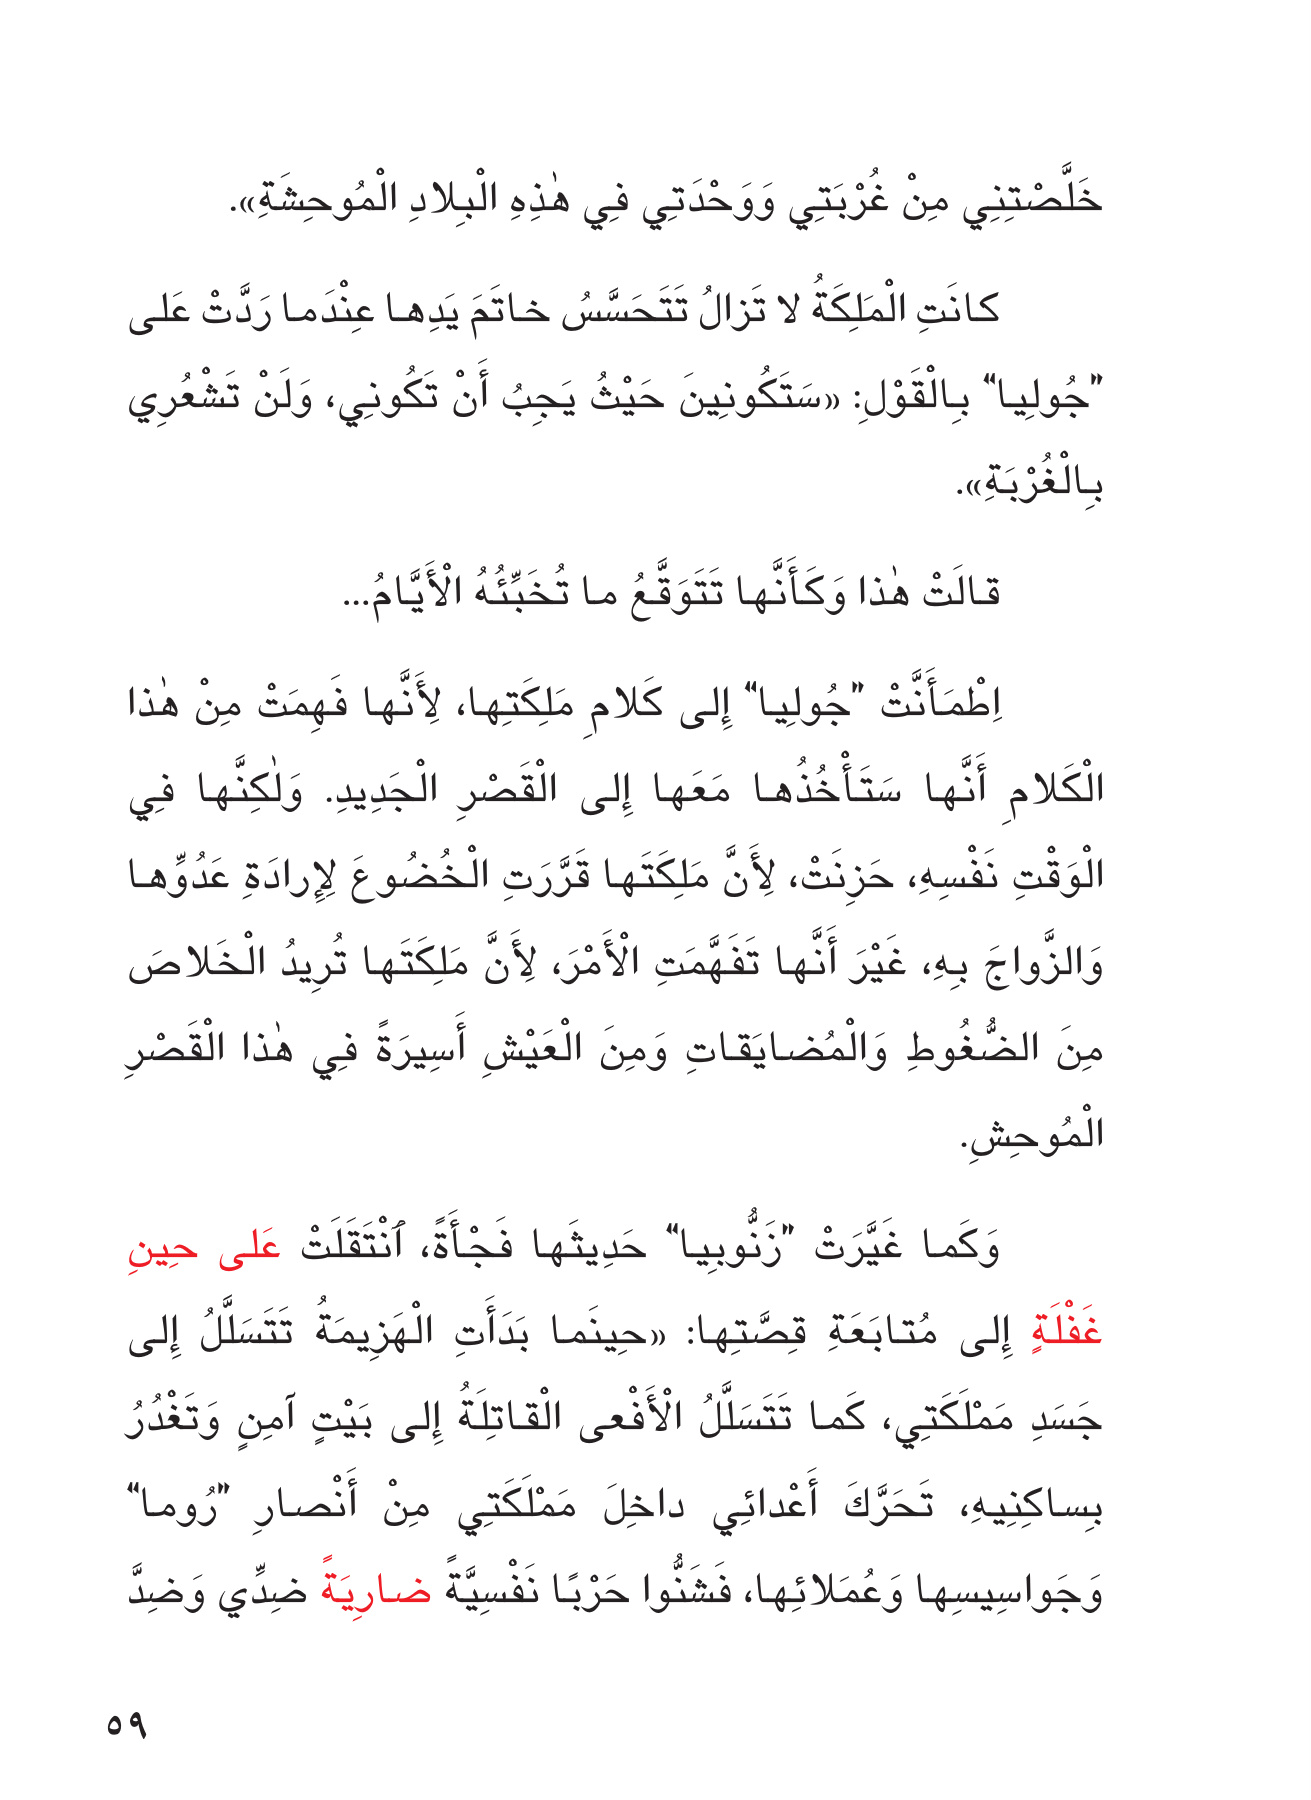 خَلَّصْتِنِي مِنْ غُرْبَتِي وَوَحْدَتِي فِي هٰذِهِ الْبِلادِ الْمُوحِشَةِ».
كانَتِ الْمَلِكَةُ لا تَزالُ تَتَحَسَّسُ خاتَمَ يَدِها عِنْدَما رَدَّتْ عَلى
"جُولِيا" بِالْقَوْلِ: «سَتَكُونِينَ حَيْثُ يَجِبُ أَنْ تَكُونِي، وَلَنْ تَشْعُرِي
بِالْغُرْبَةِ».
قالَتْ هٰذا وَكَأَنَّها تَتَوَقَّعُ ما تُخَبِّئُهُ الْأَيَّامُ...
اِطْمَأَنَّتْ "جُولِيا" إِلى كَلامِ مَلِكَتِها، لِأَنَّها فَهِمَتْ مِنْ هٰذا
الْكَلامِ أَنَّها سَتَأْخُذُها مَعَها إِلى الْقَصْرِ الْجَدِيدِ. وَلٰكِنَّها فِي
الْوَقْتِ نَفْسِهِ، حَزِنَتْ، لِأَنَّ مَلِكَتَها قَرَّرَتِ الْخُضُوعَ لِإِرادَةِ عَدُوِّها
وَالزَّواجَ بِهِ، غَيْرَ أَنَّها تَفَهَّمَتِ الْأَمْرَ، لِأَنَّ مَلِكَتَها تُرِيدُ الْخَلاصَ
مِنَ الضُّغُوطِ وَالْمُضايَقاتِ وَمِنَ الْعَيْشِ أَسِيرَةً فِي هٰذا الْقَصْرِ
الْمُوحِشِ.
وَكَما غَيَّرَتْ "زَنُّوبِيا" حَدِيثَها فَجْأَةً، ٱنْتَقَلَتْ عَلى حِينِ
غَفْلَةٍ إِلى مُتابَعَةِ قِصَّتِها: «حِينَما بَدَأَتِ الْهَزِيمَةُ تَتَسَلَّلُ إِلى
جَسَدِ مَمْلَكَتِي، كَما تَتَسَلَّلُ الْأَفْعى الْقاتِلَةُ إِلى بَيْتٍ آمِنٍ وَتَغْدُرُ
بِساكِنِيهِ، تَحَرَّكَ أَعْدائِي داخِلَ مَمْلَكَتِي مِنْ أَنْصارِ "رُوما"
وَجَواسِيسِها وَعُمَلائِها، فَشَنُّوا حَرْبًا نَفْسِيَّةً ضارِيَةً ضِدِّي وَضِدَّ
٥٩